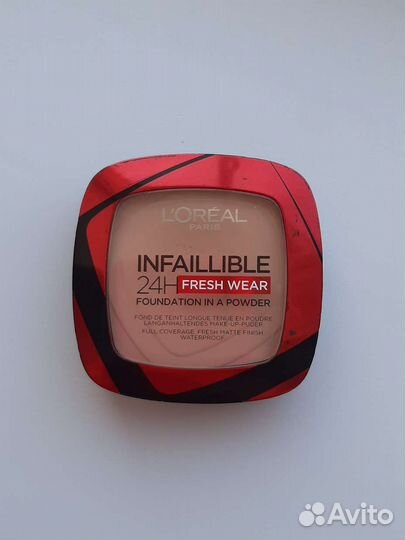 L'ORÉAL
PARIS
INFAILLIBLE
24H FRESH WEAR
FOUNDATION IN A POWDER
FOND DE TEINT LONGUE TENUE EN POUDRE
LANGANHALTENDES MAKE-UP-PUDER
FULL COVERAGE. FRESH MATTE FINISH
WATERPROOF
Avito